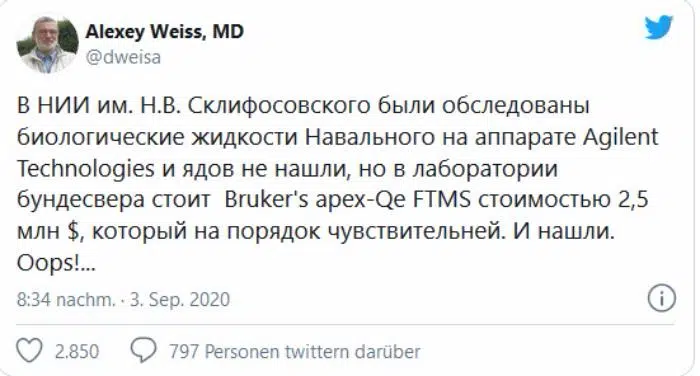 Alexey Weiss, MD
@dweisa
В НИИ им. Н.В. Склифосовского были обследованы
биологические жидкости Навального на аппарате Agilent
Technologies и ядов не нашли, но в лаборатории
бундесвера стоит Bruker's apex-Qe FTMS стоимостью 2,5
млн $, который на порядок чувствительней. И нашли.
Oops!...
8:34 nachm. · 3. Sep. 2020
2.850 797 Personen twittern darüber